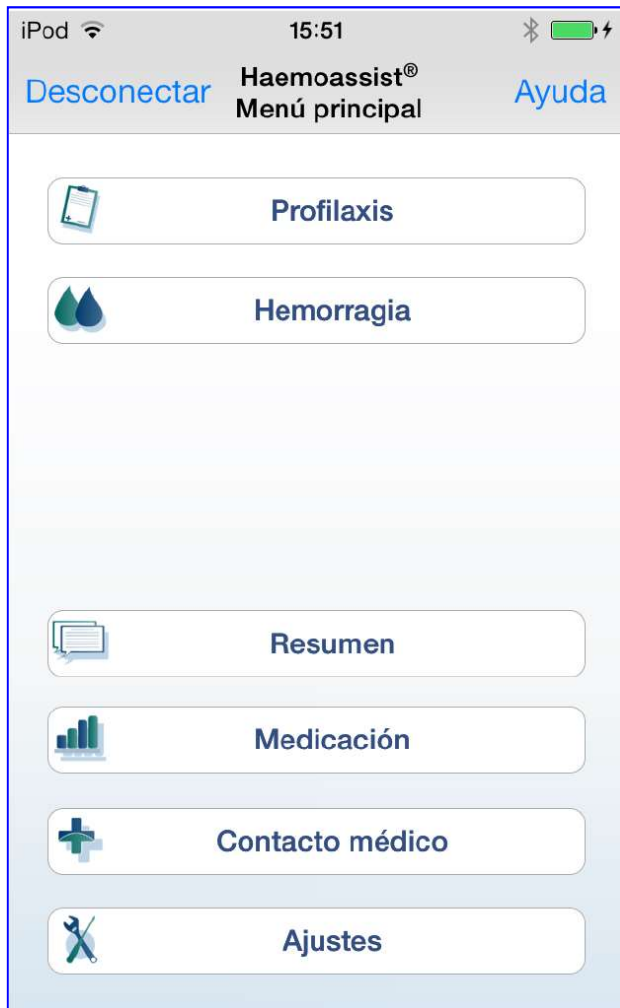 iPod 15:51
Desconectar Haemoassist® Ayuda
Menú principal
Profilaxis
Hemorragia
Resumen
Medicación
Contacto médico
Ajustes